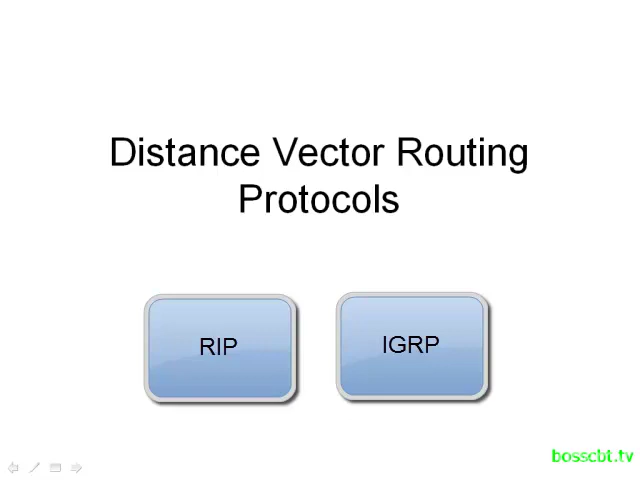 Distance Vector Routing
Protocols
RIP
IGRP
bosscbt.tv